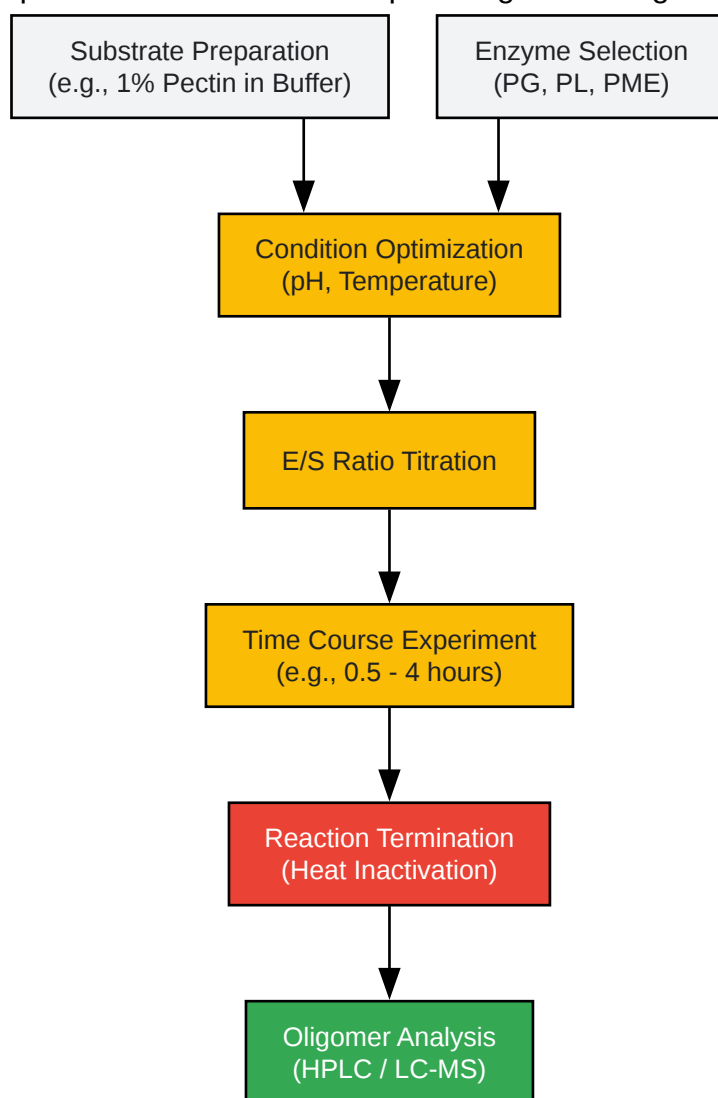 Substrate Preparation
(e.g., 1% Pectin in Buffer)
Enzyme Selection
(PG, PL, PME)
Condition Optimization
(pH, Temperature)
E/S Ratio Titration
Time Course Experiment
(e.g., 0.5 - 4 hours)
Reaction Termination
(Heat Inactivation)
Oligomer Analysis
(HPLC / LC-MS)